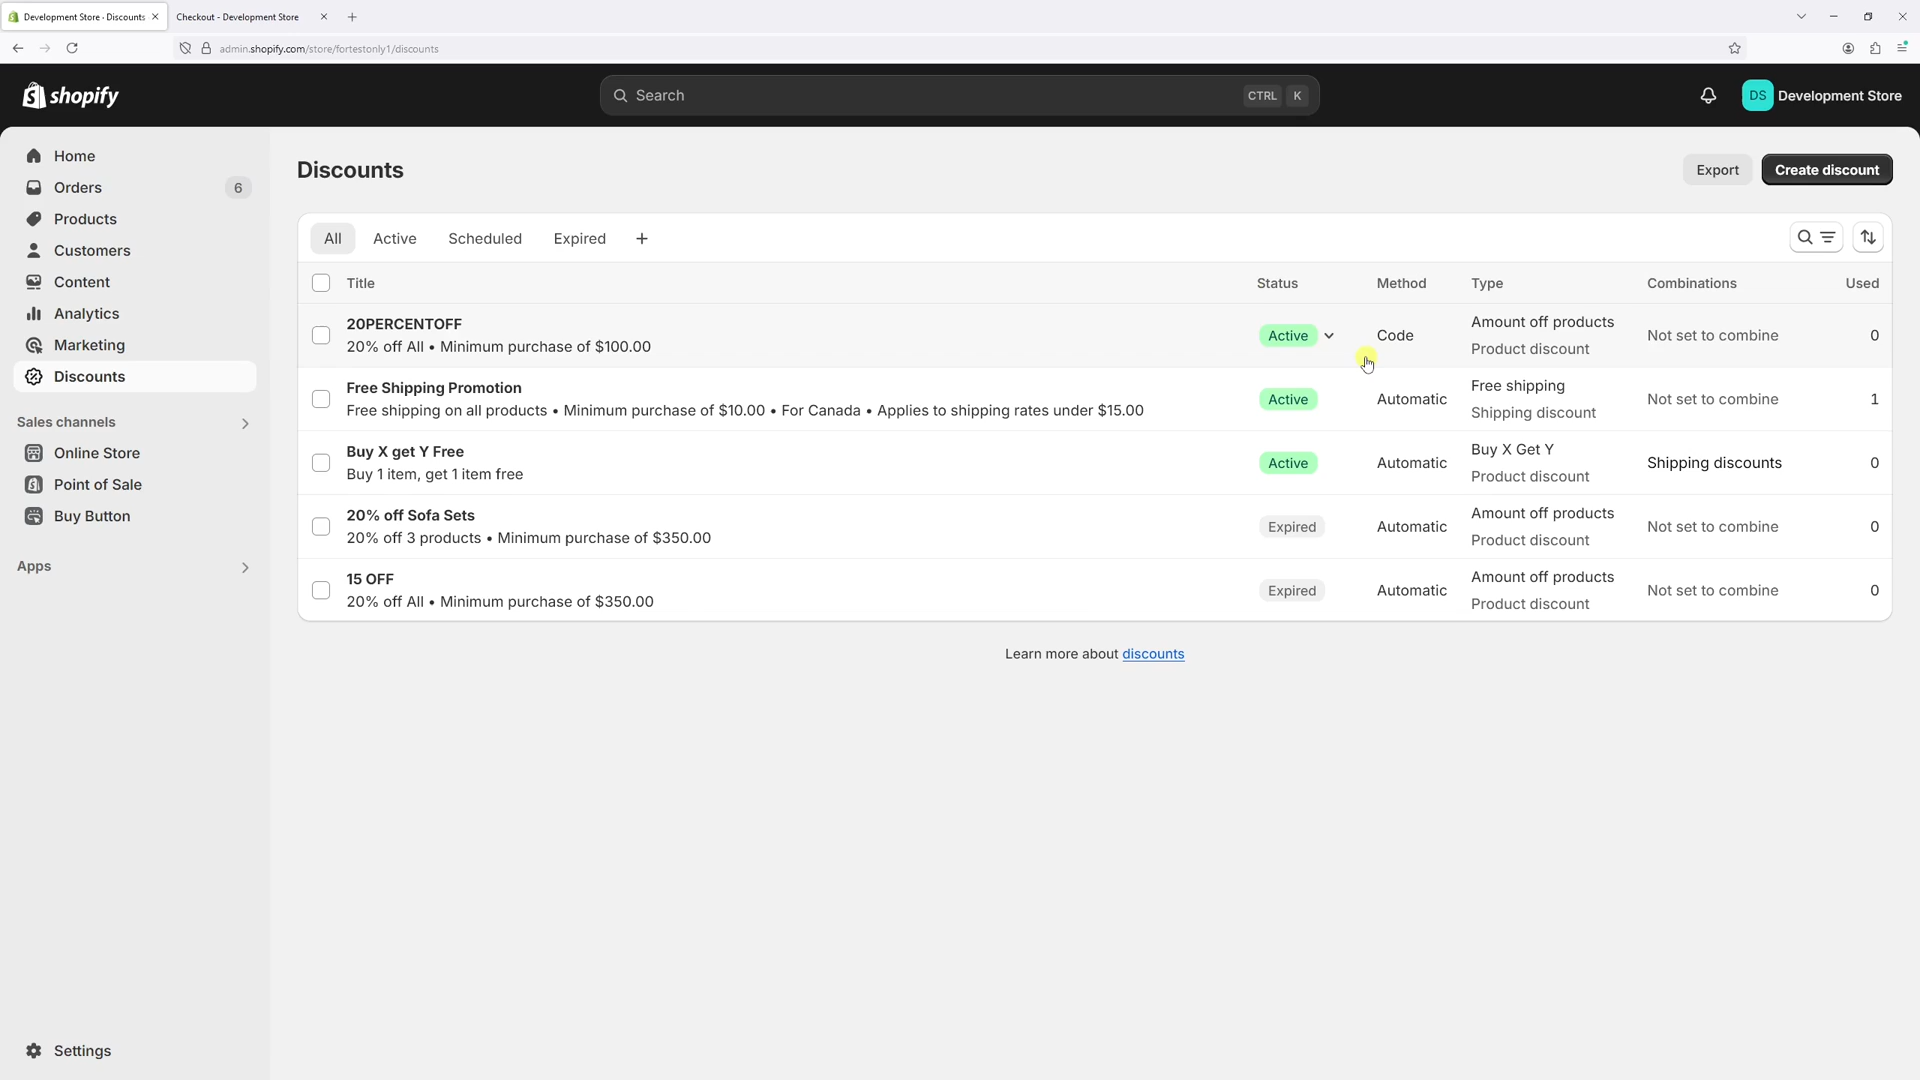 Development Store · Discounts
Checkout - Development Store
admin.shopify.com/store/fortestonly1/discounts
shopify
Search
CTRL K
DS Development Store
Home
Orders 6
Products
Customers
Content
Analytics
Marketing
Discounts
Sales channels
Online Store
Point of Sale
Buy Button
Apps
Settings
Discounts
Export
Create discount
All Active Scheduled Expired +
Title Status Method Type Combinations Used
20PERCENTOFF
20% off All • Minimum purchase of $100.00
Active Code
Amount off products
Product discount
Not set to combine 0
Free Shipping Promotion
Free shipping on all products • Minimum purchase of $10.00 • For Canada • Applies to shipping rates under $15.00
Active Automatic
Free shipping
Shipping discount
Not set to combine 1
Buy X get Y Free
Buy 1 item, get 1 item free
Active Automatic
Buy X Get Y
Product discount
Shipping discounts 0
20% off Sofa Sets
20% off 3 products • Minimum purchase of $350.00
Expired Automatic
Amount off products
Product discount
Not set to combine 0
15 OFF
20% off All • Minimum purchase of $350.00
Expired Automatic
Amount off products
Product discount
Not set to combine 0
Learn more about discounts